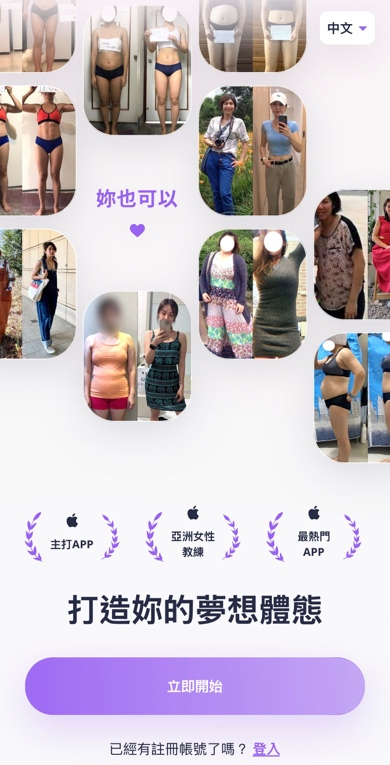 中文
妳也可以
主打APP
亞洲女性
教練
最熱門
APP
打造妳的夢想體態
立即開始
已經有註冊帳號了嗎？ 登入